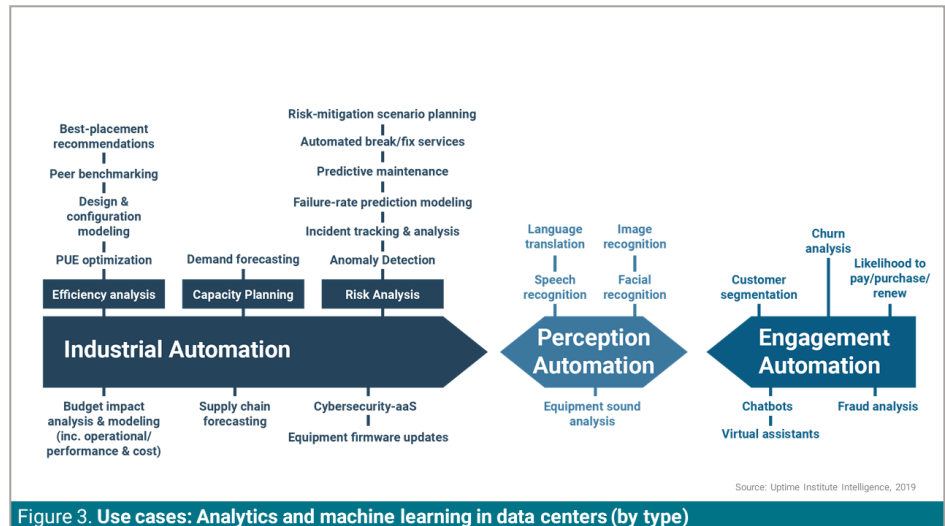 Risk-mitigation scenario planning
Best-placement
recommendations
Automated break/fix services
Peer benchmarking
Predictive maintenance
Design &
configuration
modeling
Failure-rate prediction modeling
Incident tracking & analysis
PUE optimization
Demand forecasting
Anomaly Detection
Efficiency analysis
Capacity Planning
Risk Analysis
Language
translation
Image
recognition
Speech
recognition
Facial
recognition
Churn
analysis
Customer
segmentation
Likelihood to
pay/purchase/
renew
Industrial Automation
Perception
Automation
Engagement
Automation
Budget impact
analysis & modeling
(inc. operational/
performance & cost)
Supply chain
forecasting
Cybersecurity-aaS
Equipment firmware updates
Equipment sound
analysis
Chatbots
Virtual assistants
Fraud analysis
Source: Uptime Institute Intelligence, 2019
Figure 3. Use cases: Analytics and machine learning in data centers (by type)